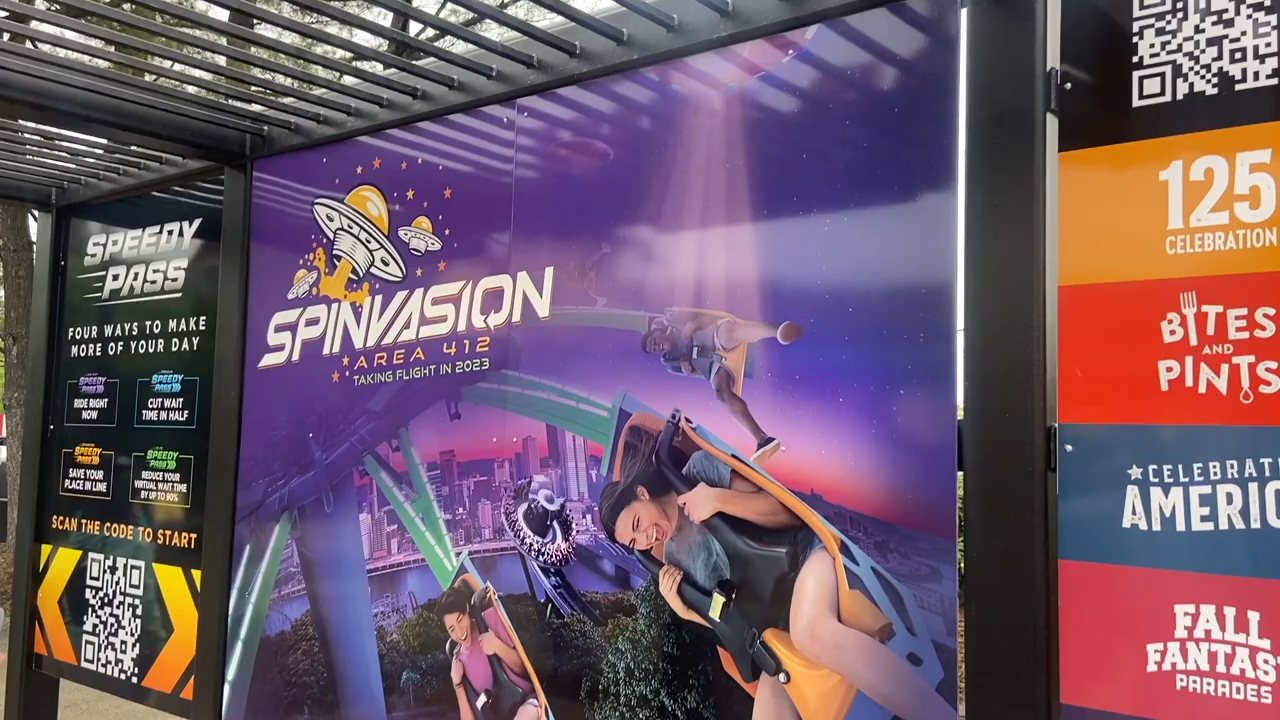 SPEEDY
PASS
FOUR WAYS TO MAKE
MORE OF YOUR DAY
SPEEDY
PASS
RIDE RIGHT
NOW
SPEEDY
PASS
CUT WAIT
TIME IN HALF
SPEEDY
PASS
SAVE YOUR
PLACE IN LINE
SPEEDY
PASS
REDUCE YOUR
VIRTUAL WAIT TIME
BY UP TO 90%
SCAN THE CODE TO START
SPINVASION
AREA 412
TAKING FLIGHT IN 2023
125
CELEBRATION
BITES
AND
PINTS
CELEBRATI
AMERIC
FALL
FANTAS
PARADES